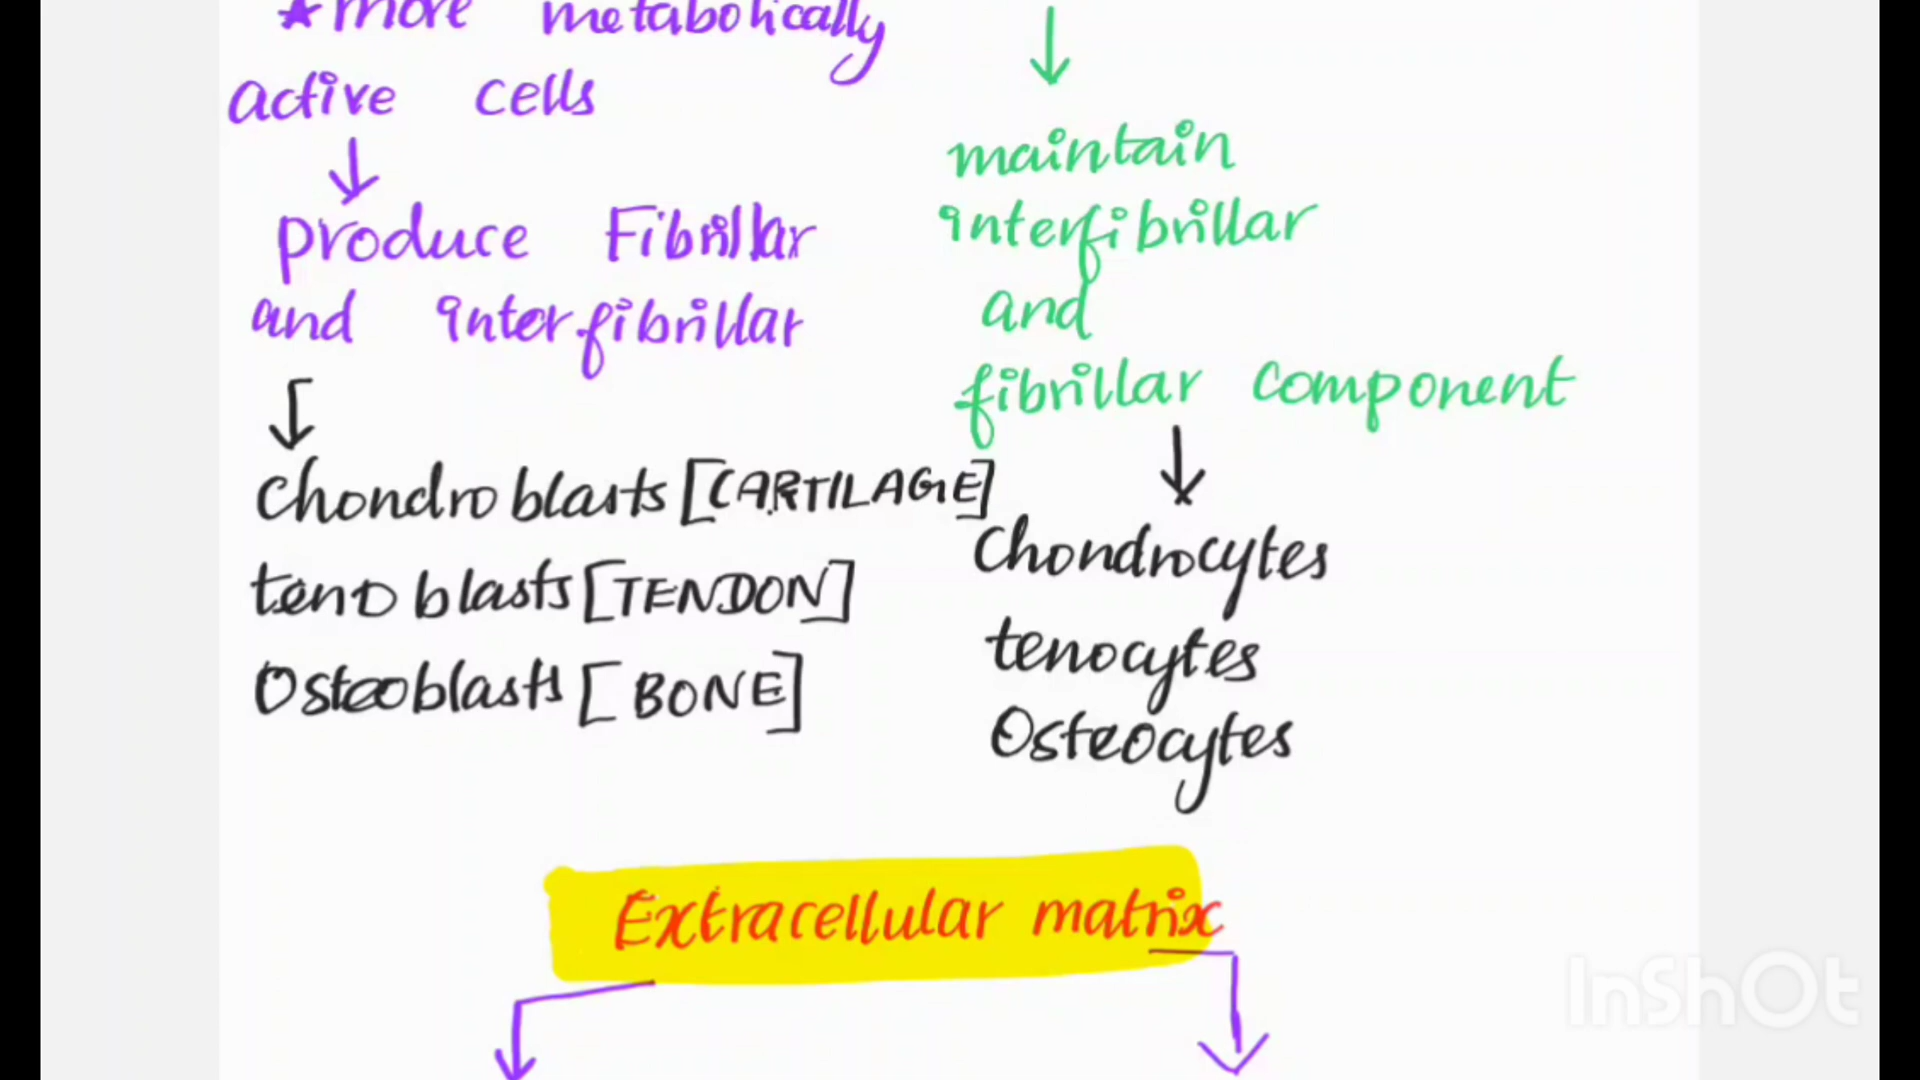 ★more metabolically
active cells
produce Fibrillar
and interfibrillar
Chondroblasts [CARTILAGE]
tenoblasts [TENDON]
Osteoblasts [BONE]
maintain
interfibrillar
and
fibrillar component
Chondrocytes
tenocytes
Osteocytes
Extracellular matrix
InShOt